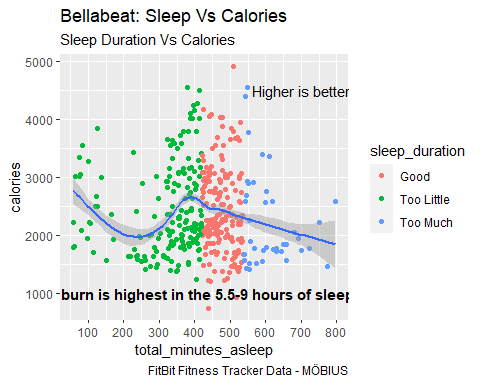 Bellabeat: Sleep Vs Calories
Sleep Duration Vs Calories
5000
4000
3000
2000
1000
calories
Higher is better
burn is highest in the 5.5-9 hours of sleep
100 200 300 400 500 600 700 800
total_minutes_asleep
sleep_duration
Good
Too Little
Too Much
FitBit Fitness Tracker Data - MÖBIUS